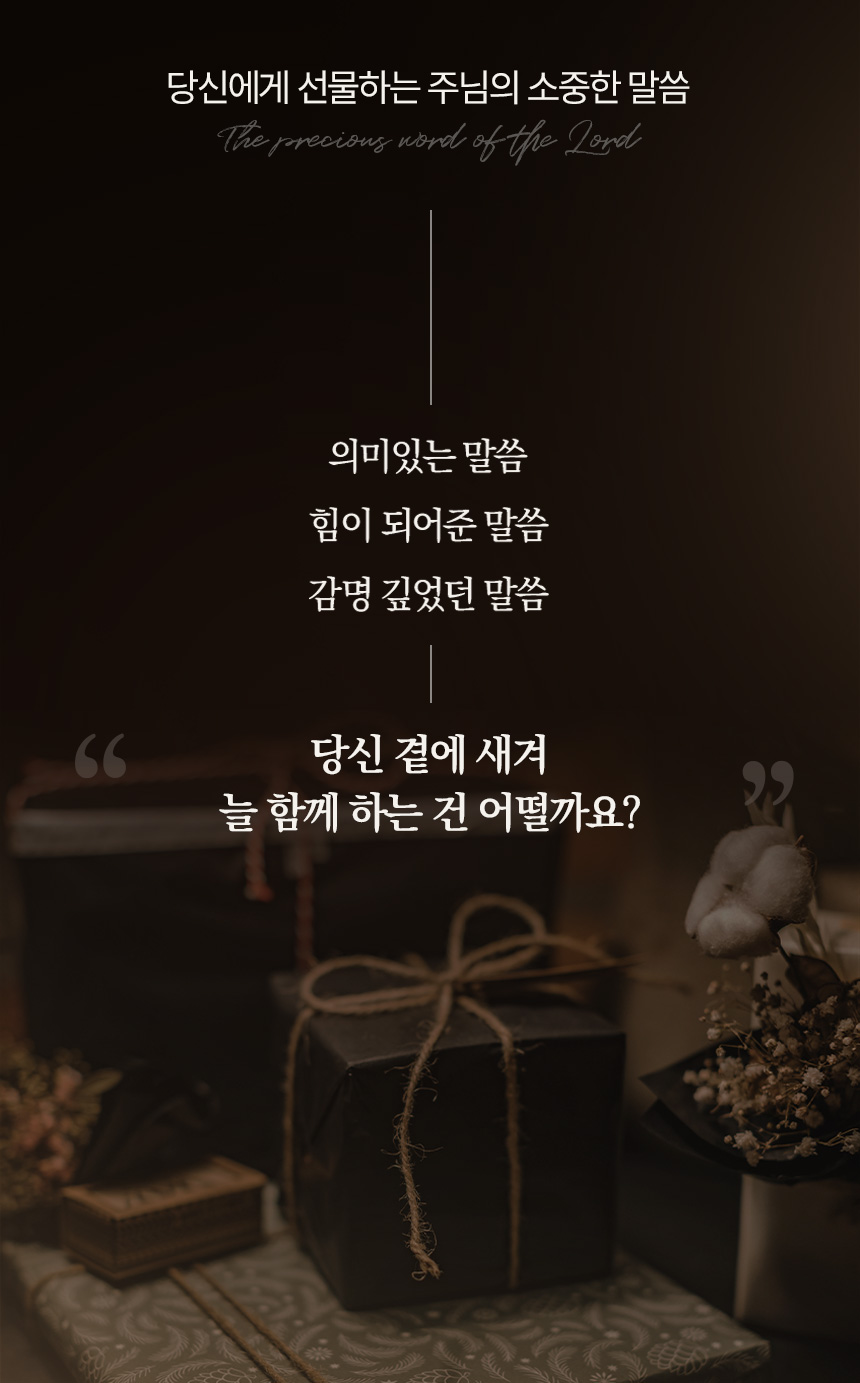 당신에게 선물하는 주님의 소중한 말씀
The precious word of the Lord
의미있는 말씀
힘이 되어준 말씀
감명 깊었던 말씀
“ 당신 곁에 새겨 ”
늘 함께 하는 건 어떨까요?